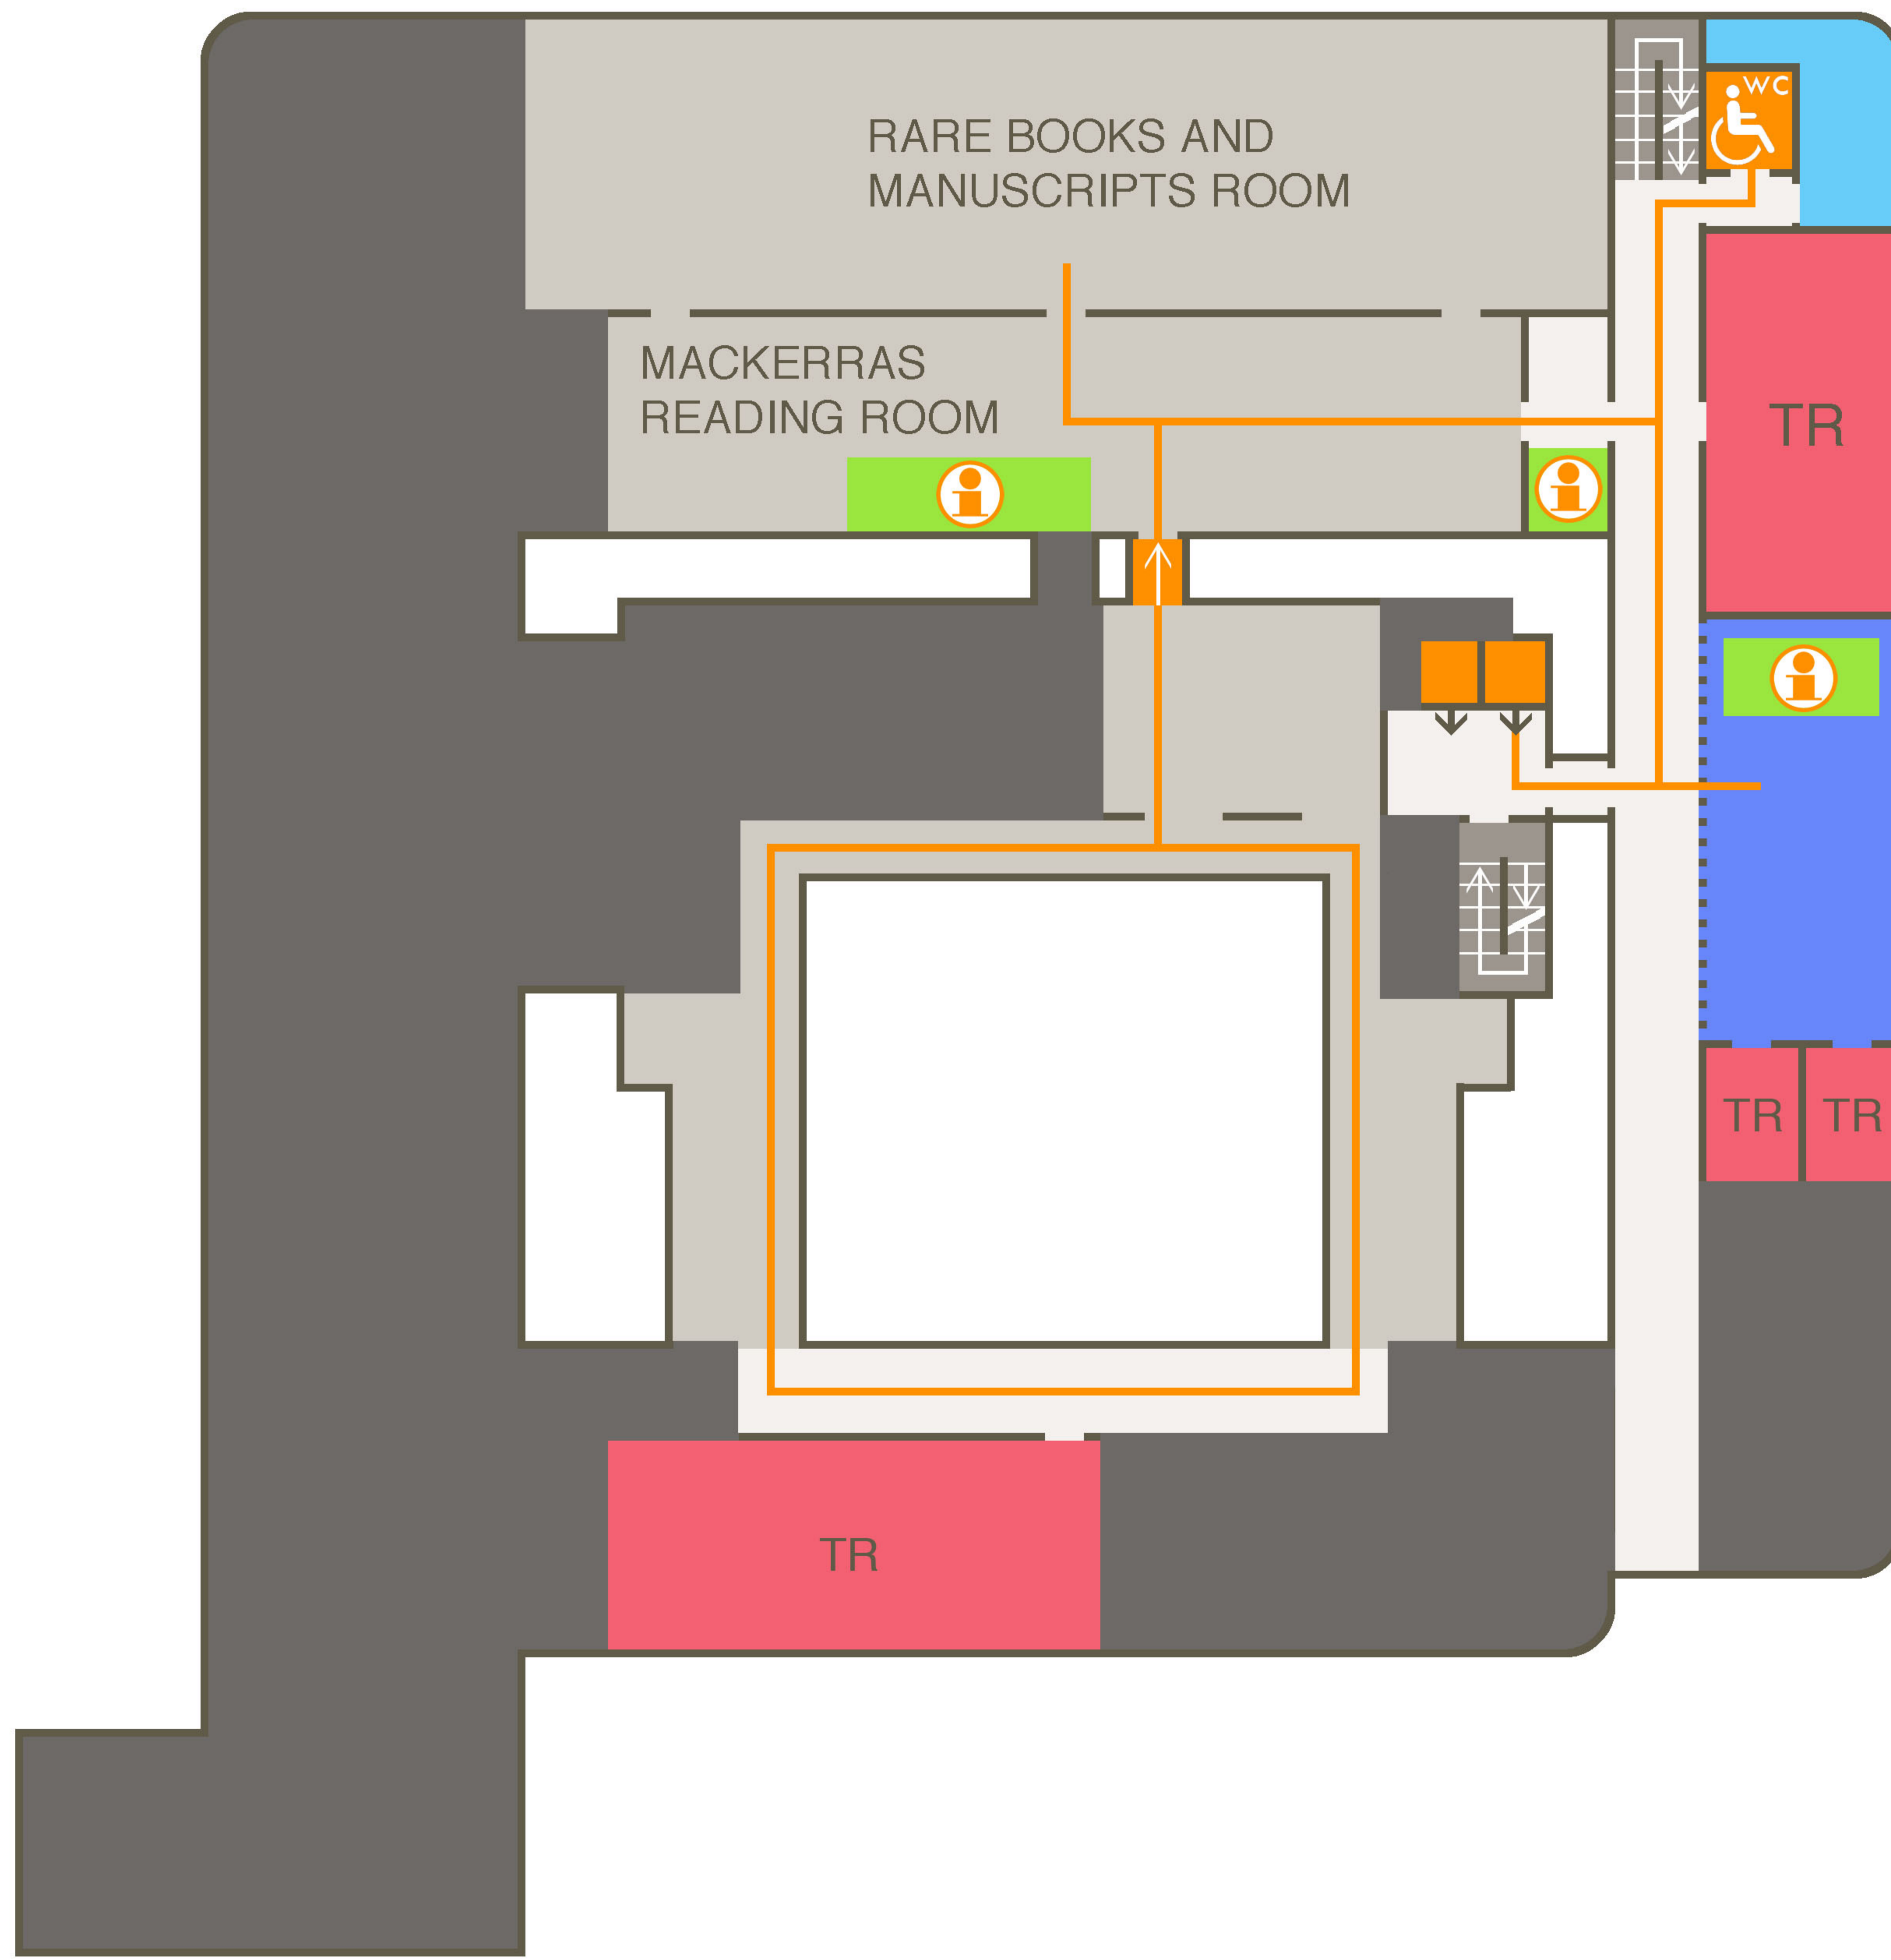 RARE BOOKS AND
MANUSCRIPTS ROOM
WC
MACKERRAS
READING ROOM
TR
TR
TR
TR